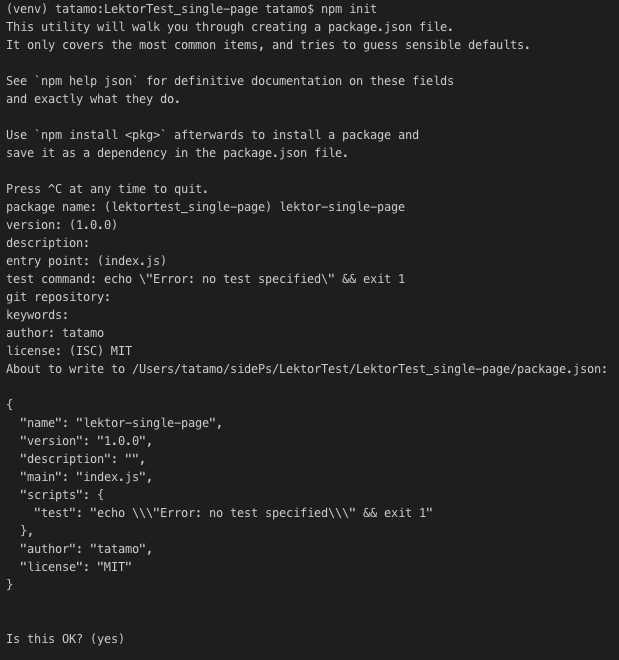 (venv) tatamo:LektorTest_single-page tatamo$ npm init
This utility will walk you through creating a package.json file.
It only covers the most common items, and tries to guess sensible defaults.

See `npm help json` for definitive documentation on these fields
and exactly what they do.

Use `npm install <pkg>` afterwards to install a package and
save it as a dependency in the package.json file.

Press ^C at any time to quit.
package name: (lektortest_single-page) lektor-single-page
version: (1.0.0)
description:
entry point: (index.js)
test command: echo \"Error: no test specified\" && exit 1
git repository:
keywords:
author: tatamo
license: (ISC) MIT
About to write to /Users/tatamo/sidePs/LektorTest/LektorTest_single-page/package.json:

{
  "name": "lektor-single-page",
  "version": "1.0.0",
  "description": "",
  "main": "index.js",
  "scripts": {
    "test": "echo \\\"Error: no test specified\\\" && exit 1"
  },
  "author": "tatamo",
  "license": "MIT"
}


Is this OK? (yes)